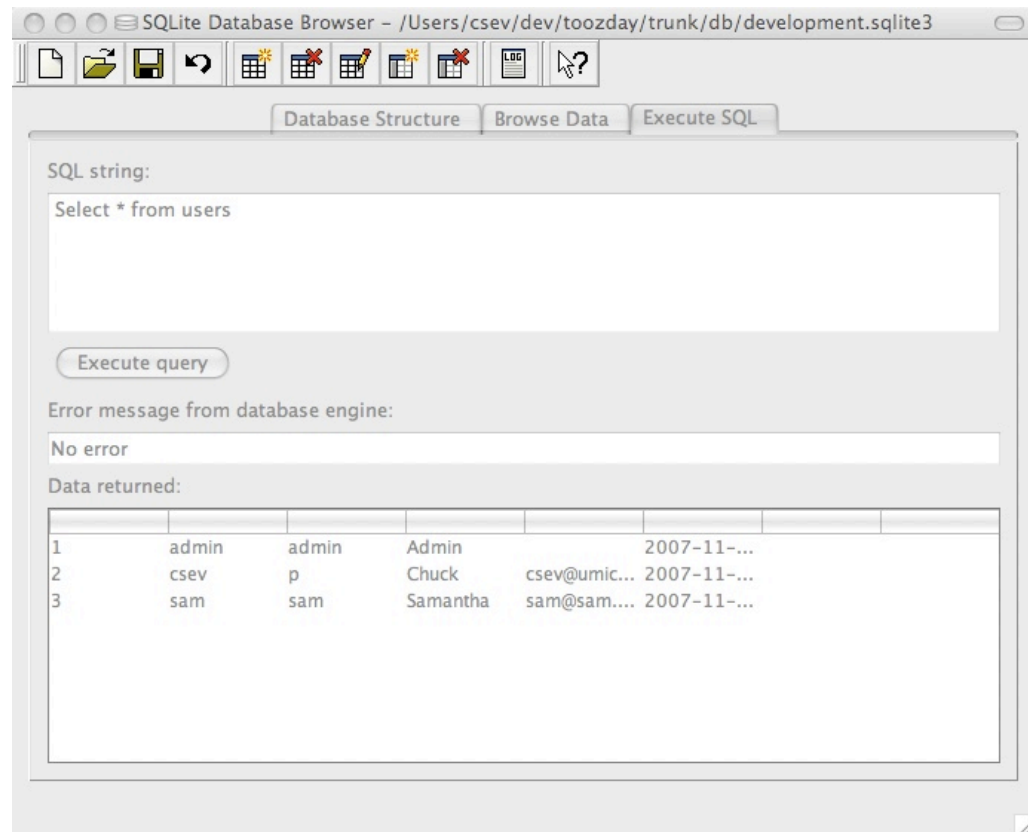 SQLite Database Browser - /Users/csev/dev/toozday/trunk/db/development.sqlite3
LOG
?
Database Structure Browse Data Execute SQL
SQL string:
Select * from users
Execute query
Error message from database engine:
No error
Data returned:
1 admin admin Admin 2007-11-...
2 csev p Chuck csev@umic... 2007-11-...
3 sam sam Samantha sam@sam.... 2007-11-...